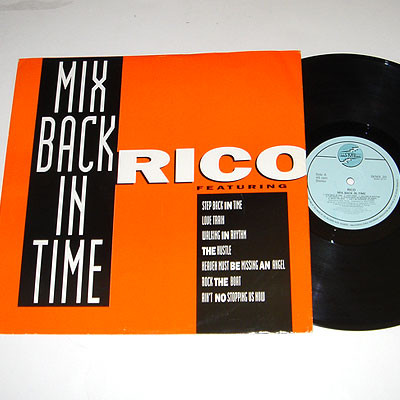 MIX
BACK
IN
TIME
RICO
FEATURING
STEP BACK IN TIME
LOVE TRAIN
WALKING IN RHYTHM
THE HUSTLE
HEAVEN MUST BE MISSING AN ANGEL
ROCK THE BOAT
AIN'T NO STOPPING US NOW
RICO
MIX BACK IN TIME